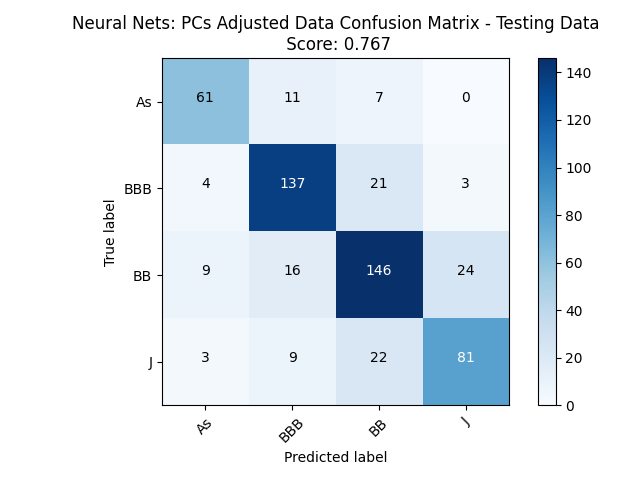 Neural Nets: PCs Adjusted Data Confusion Matrix - Testing Data
Score: 0.767
As 61 11 7 0
BBB 4 137 21 3
BB 9 16 146 24
J 3 9 22 81
As BBB BB J
True label
Predicted label
140
120
100
80
60
40
20
0